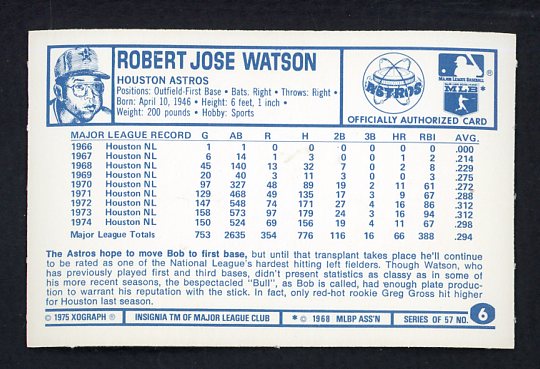 ROBERT JOSE WATSON
HOUSTON ASTROS
Positions: Outfield-First Base • Bats. Right • Throws: Right
Born: April 10, 1946 • Height: 6 feet, 1 inch •
Weight: 200 pounds • Hobby: Sports
ASTROS
MAJOR LEAGUE BASEBALL
MLB *
OFFICIALLY AUTHORIZED CARD
MAJOR LEAGUE RECORD G AB R H 2B 3B HR RBI AVG.
1966 Houston NL 1 1 0 0 0 0 0 0 .000
1967 Houston NL 6 14 1 3 0 0 1 2 .214
1968 Houston NL 45 140 13 32 7 0 2 8 .229
1969 Houston NL 20 40 3 11 3 0 0 3 .275
1970 Houston NL 97 327 48 89 19 2 11 61 .272
1971 Houston NL 129 468 49 135 17 3 9 67 .288
1972 Houston NL 147 548 74 171 27 4 16 86 .312
1973 Houston NL 158 573 97 179 24 3 16 94 .312
1974 Houston NL 150 524 69 156 19 4 11 67 .298
Major League Totals 753 2635 354 776 116 16 66 388 .294
The Astros hope to move Bob to first base, but until that transplant takes place he'll continue
to be rated as one of the National League's hardest hitting left fielders. Though Watson, who
has previously played first and third bases, didn't present statistics as classy as in some of
his more recent seasons, the bespectacled "Bull", as Bob is called, had enough plate produc-
tion to warrant his reputation with the stick. In fact, only red-hot rookie Greg Gross hit higher
for Houston last season.
© 1975 XOGRAPH ® INSIGNIA TM OF MAJOR LEAGUE CLUB * © 1968 MLBP ASS'N SERIES OF 57 NO. 6